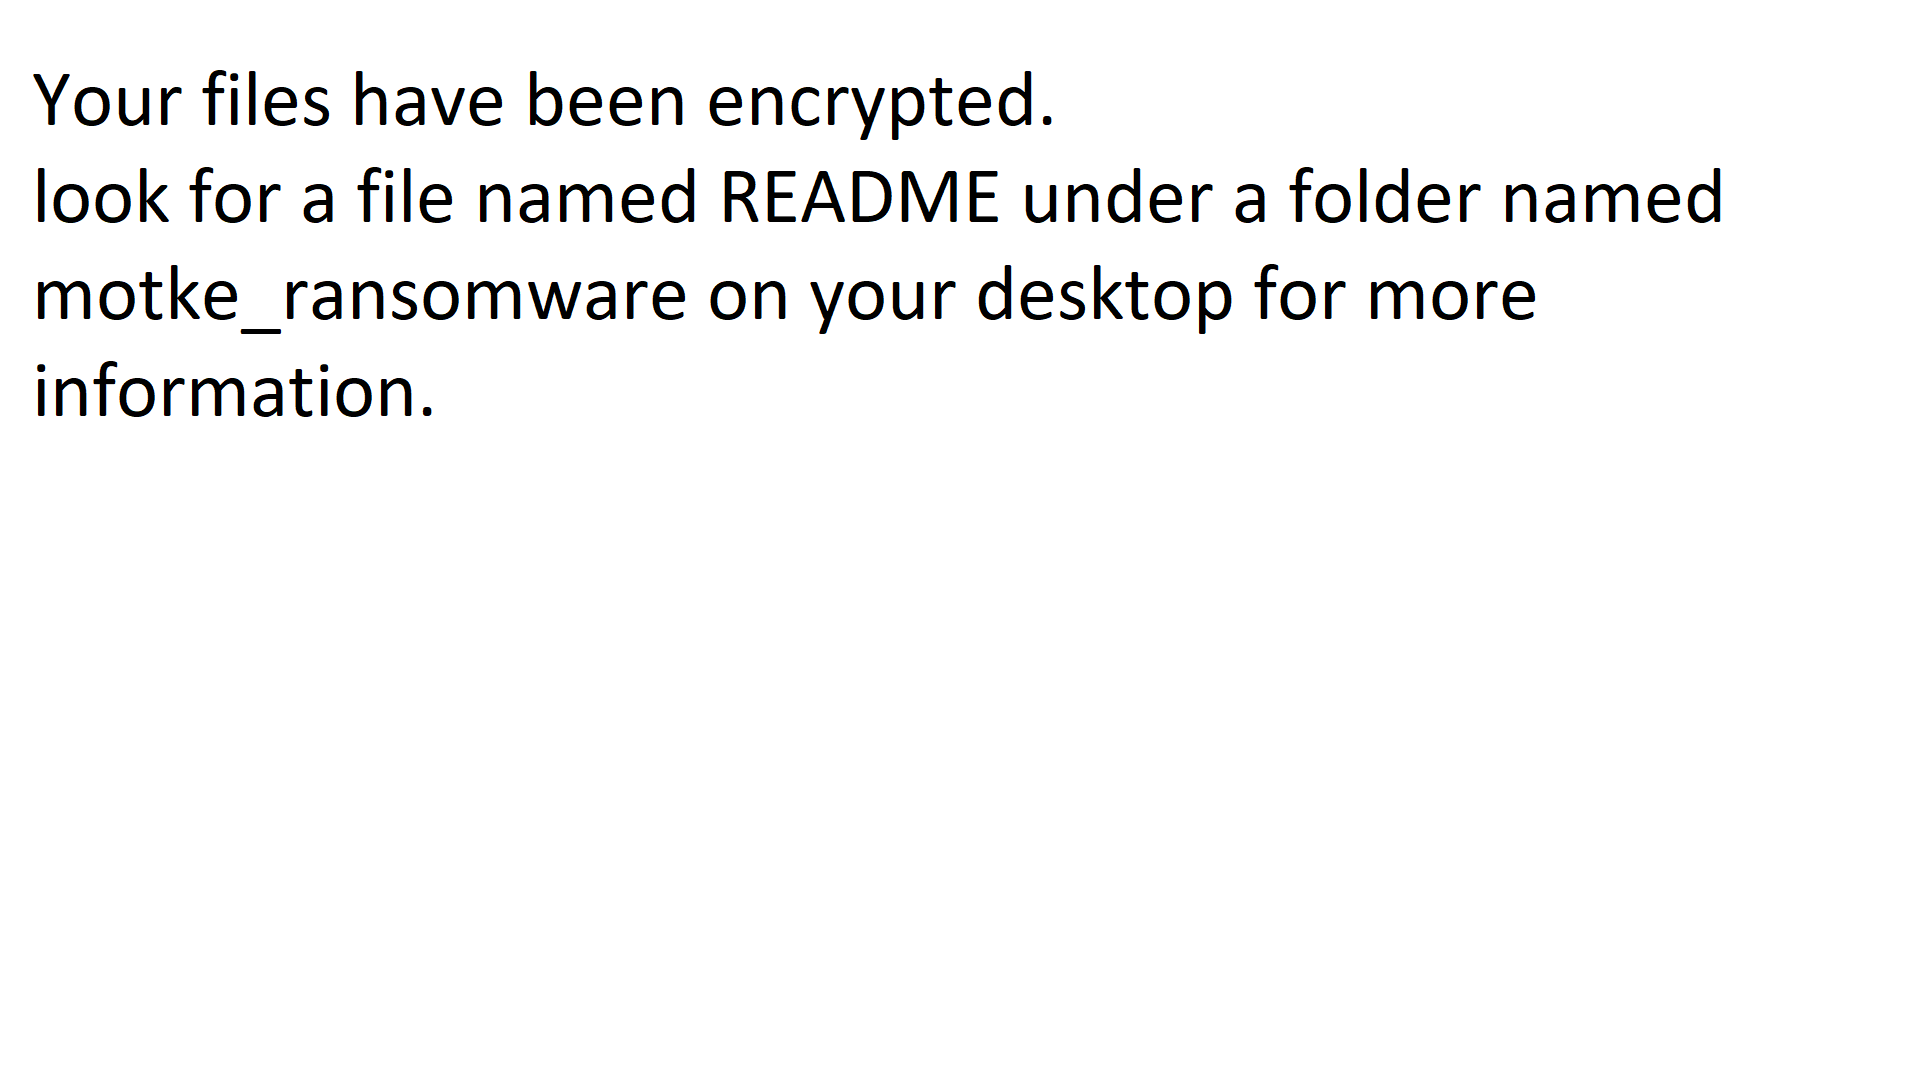 Your files have been encrypted.
look for a file named README under a folder named
motke_ransomware on your desktop for more
information.